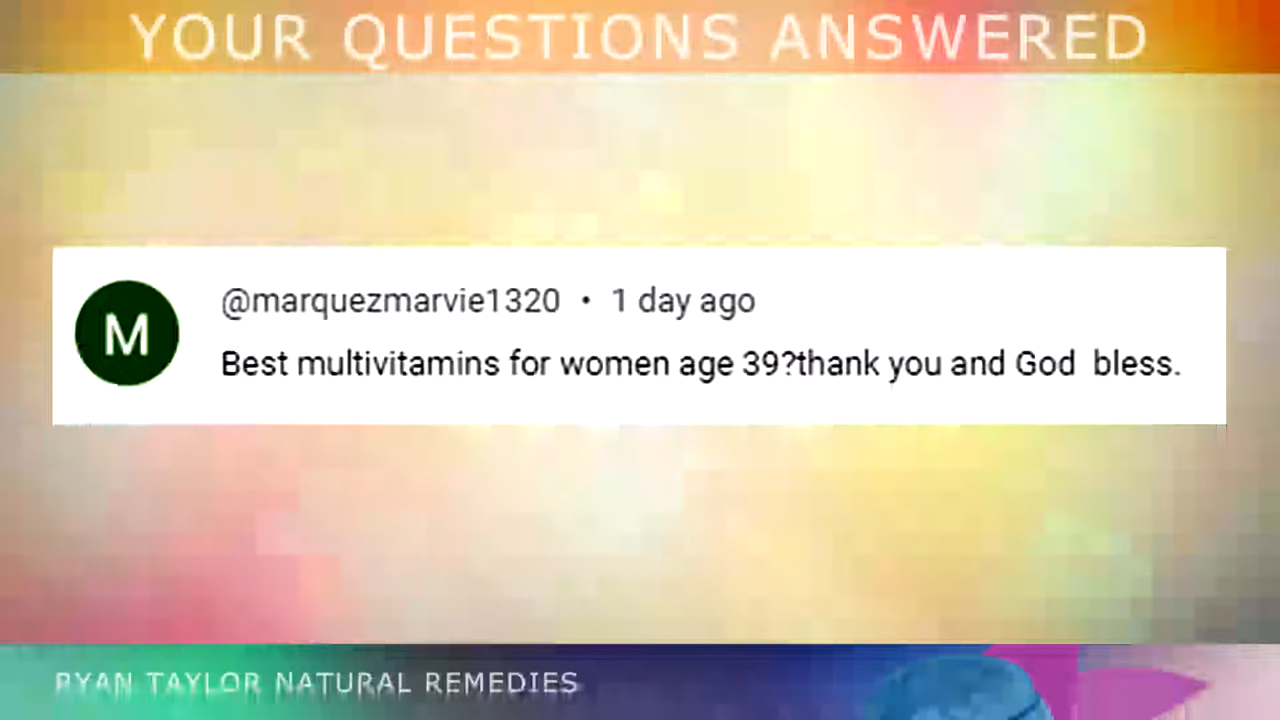 YOUR QUESTIONS ANSWERED
M
@marquezmarvie1320 • 1 day ago
Best multivitamins for women age 39?thank you and God  bless.
RYAN TAYLOR NATURAL REMEDIES